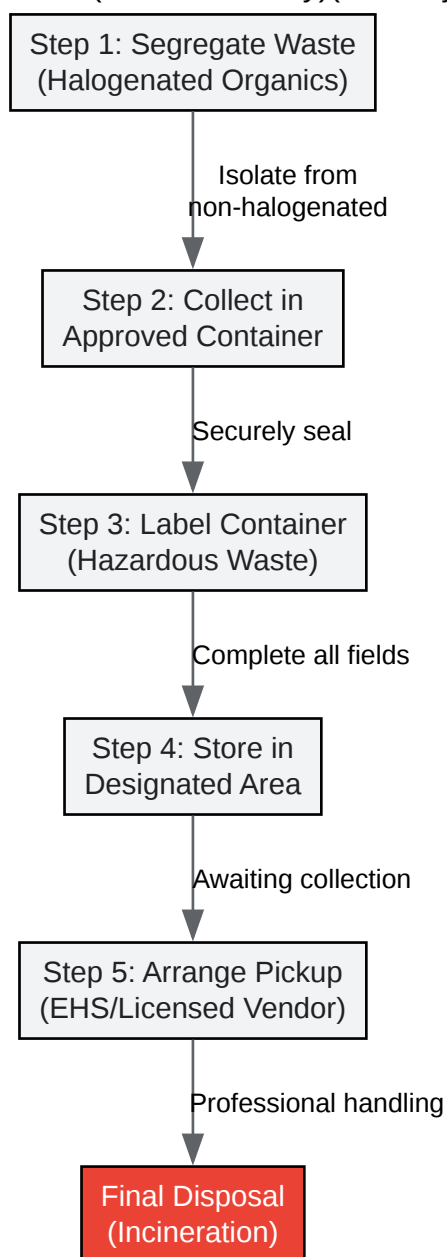 Step 1: Segregate Waste
(Halogenated Organics)
Isolate from
non-halogenated
Step 2: Collect in
Approved Container
Securely seal
Step 3: Label Container
(Hazardous Waste)
Complete all fields
Step 4: Store in
Designated Area
Awaiting collection
Step 5: Arrange Pickup
(EHS/Licensed Vendor)
Professional handling
Final Disposal
(Incineration)